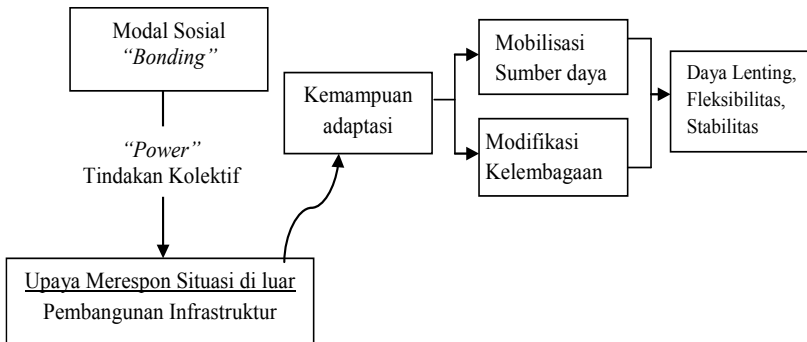 Modal Sosial
“Bonding”
“Power”
Tindakan Kolektif
Upaya Merespon Situasi di luar
Pembangunan Infrastruktur
Kemampuan
adaptasi
Mobilisasi
Sumber daya
Modifikasi
Kelembagaan
Daya Lenting,
Fleksibilitas,
Stabilitas